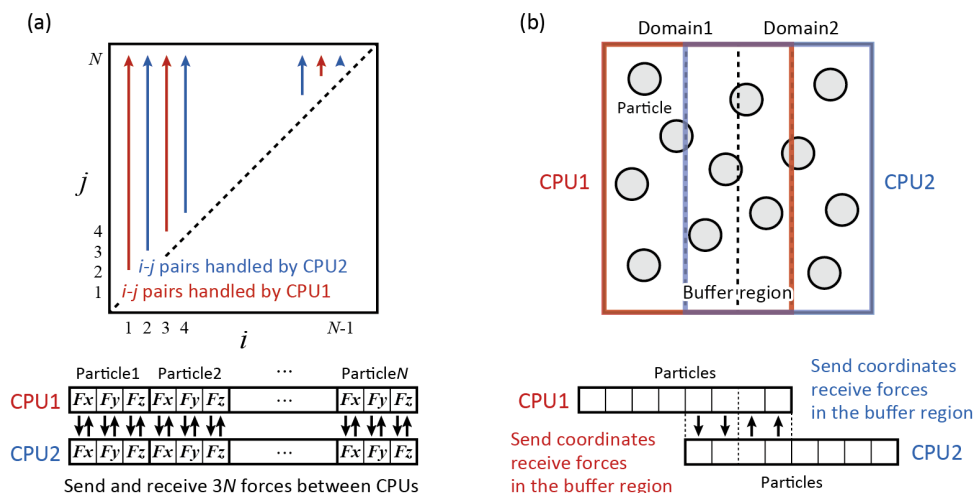 (a)
N
j
4
3
2
1
i-j pairs handled by CPU2
i-j pairs handled by CPU1
1 2 3 4 N-1
i
Particle1 Particle2 ··· ParticleN
CPU1 Fx Fy Fz Fx Fy Fz ··· Fx Fy Fz
CPU2 Fx Fy Fz Fx Fy Fz ··· Fx Fy Fz
Send and receive 3N forces between CPUs
(b)
Domain1 Domain2
Particle
CPU1 CPU2
Buffer region
Particles
CPU1
Send coordinates
receive forces
in the buffer region
Send coordinates
receive forces
in the buffer region
CPU2
Particles